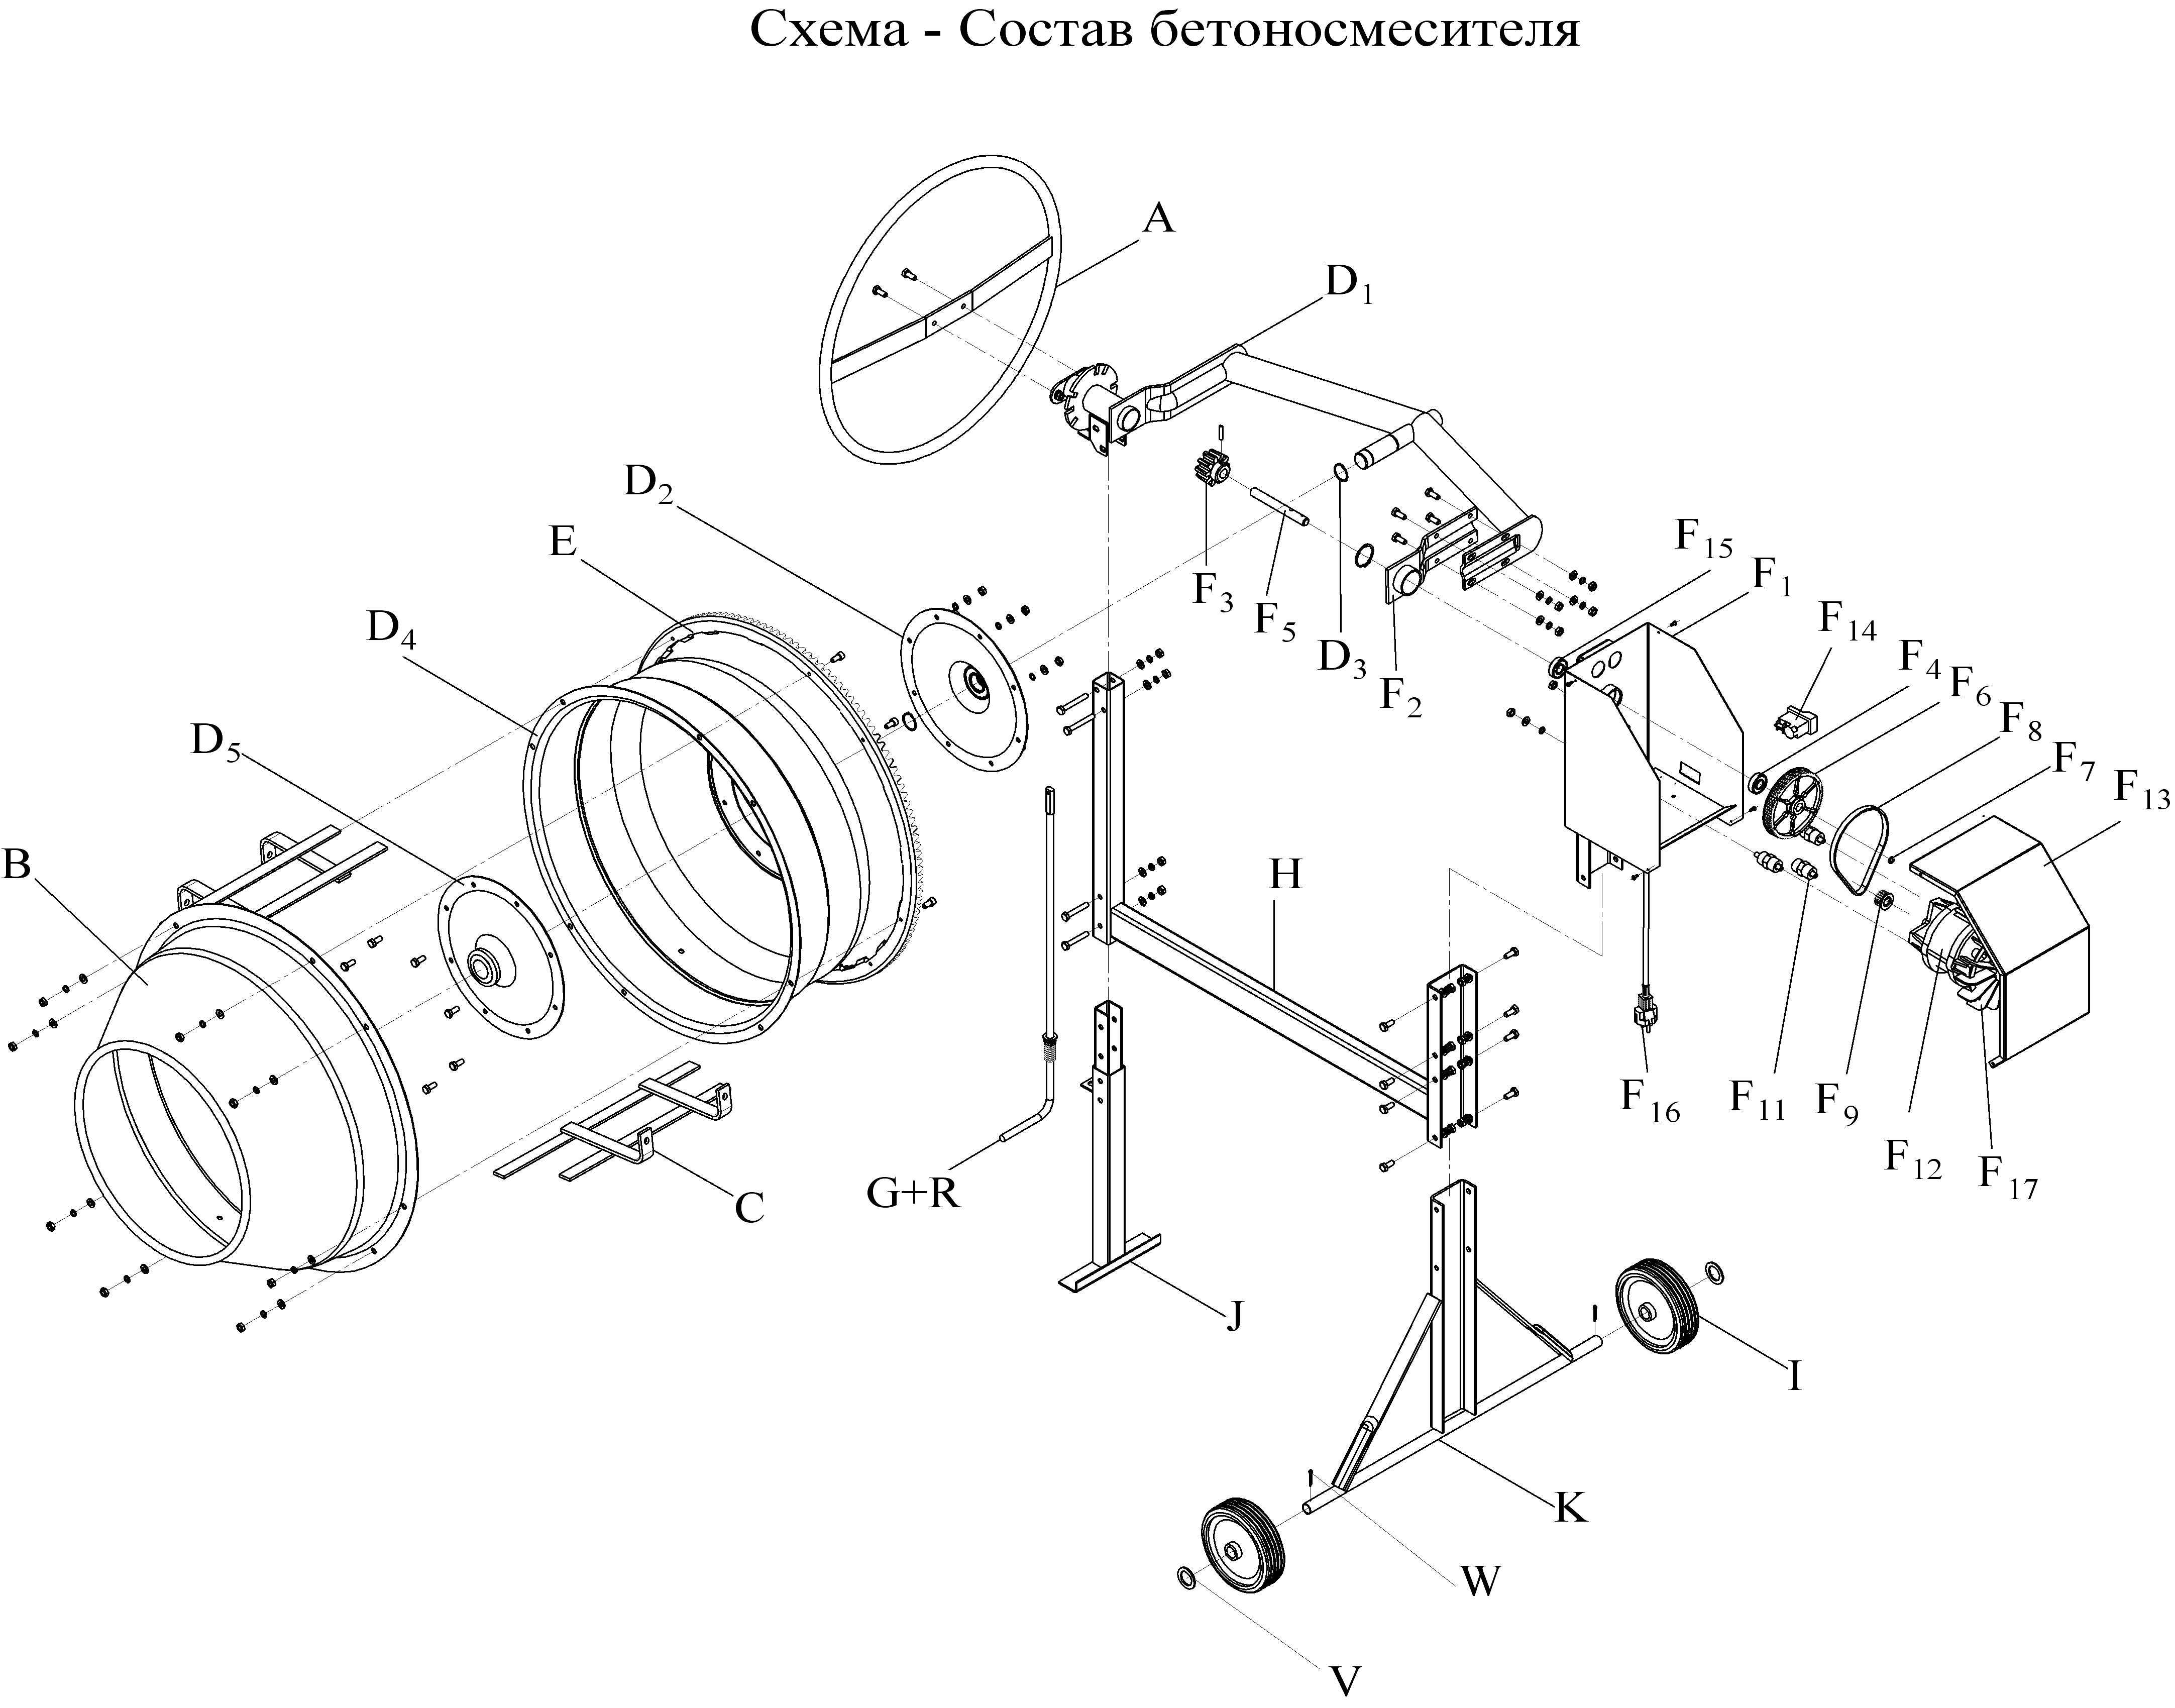 Схема - Состав бетоносмесителя
A
D1
D2
E
F15
F1
F3
F14
F5
D4
D3
F4
F2
F6
F8
D5
F7
F13
B
H
F16
F11
F9
F12
F17
G+R
C
J
I
K
W
V